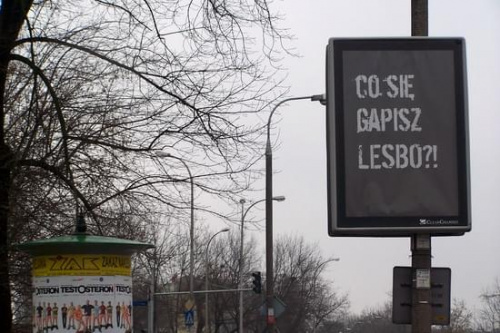 CO SIĘ
GAPISZ
LESBO?!
TESTOSTERON